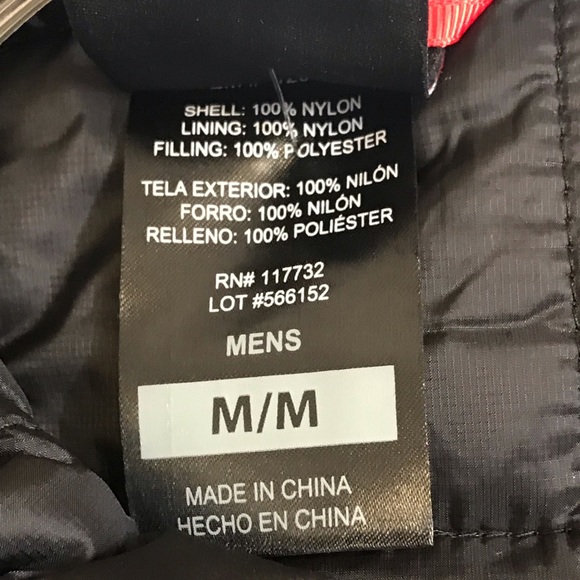 SHELL: 100% NYLON
LINING: 100% NYLON
FILLING: 100% POLYESTER
TELA EXTERIOR: 100% NILÓN
FORRO: 100% NILÓN
RELLENO: 100% POLIÉSTER
RN# 117732
LOT #566152
MENS
M/M
MADE IN CHINA
HECHO EN CHINA